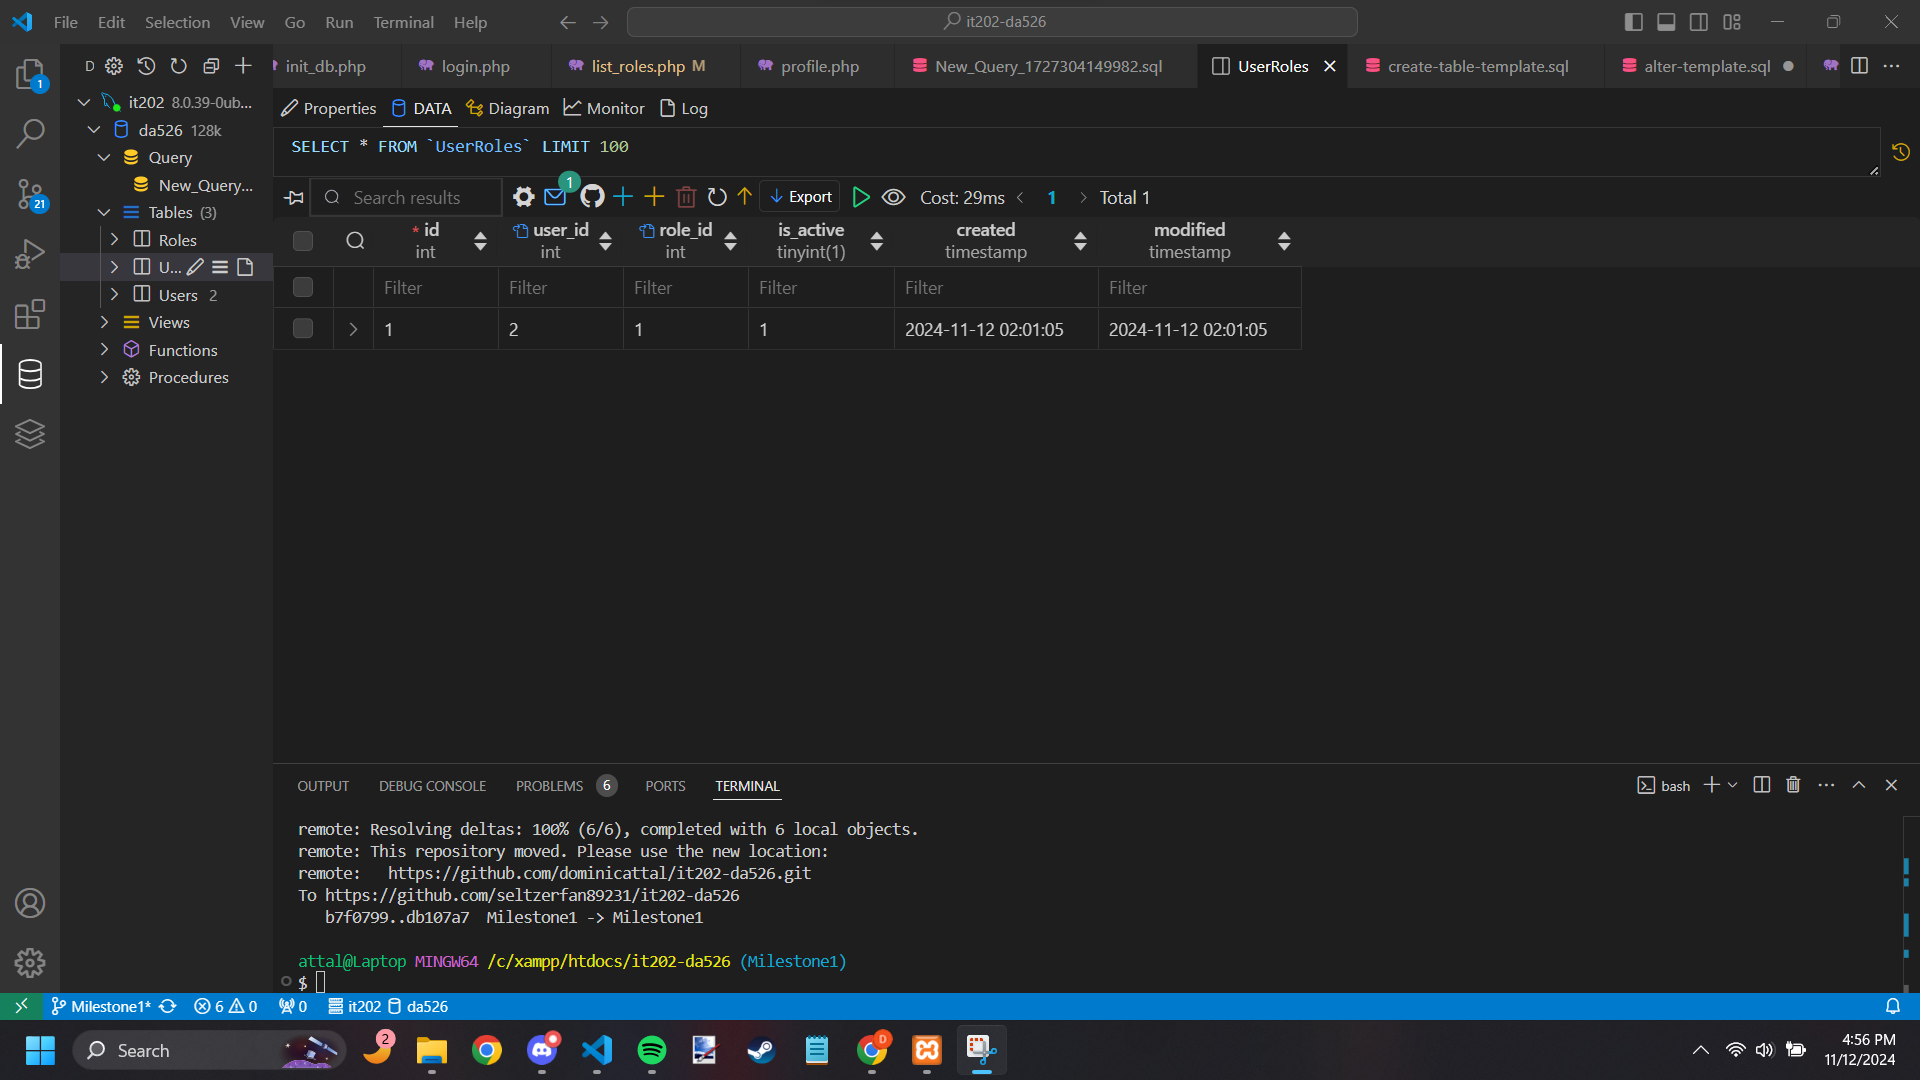 File Edit Selection View Go Run Terminal Help
it202-da526
D
init_db.php
login.php
list_roles.php M
profile.php
New_Query_1727304149982.sql
UserRoles
create-table-template.sql
alter-template.sql
1
it202 8.0.39-0ub...
da526 128k
Query
New_Query...
Tables (3)
Roles
U...
Users 2
Views
Functions
Procedures
21
Properties
DATA
Diagram
Monitor
Log
SELECT * FROM `UserRoles` LIMIT 100
Search results
1
Export
Cost: 29ms
1
Total 1
* id
int
user_id
int
role_id
int
is_active
tinyint(1)
created
timestamp
modified
timestamp
Filter Filter Filter Filter Filter Filter
1 2 1 1 2024-11-12 02:01:05 2024-11-12 02:01:05
OUTPUT DEBUG CONSOLE PROBLEMS 6 PORTS TERMINAL
bash
remote: Resolving deltas: 100% (6/6), completed with 6 local objects.
remote: This repository moved. Please use the new location:
remote:   https://github.com/dominicattal/it202-da526.git
To https://github.com/seltzerfan89231/it202-da526
   b7f0799..db107a7  Milestone1 -> Milestone1
attal@Laptop MINGW64 /c/xampp/htdocs/it202-da526 (Milestone1)
$
Milestone1* 6 0 0 it202 da526
Search
2
D
4:56 PM
11/12/2024